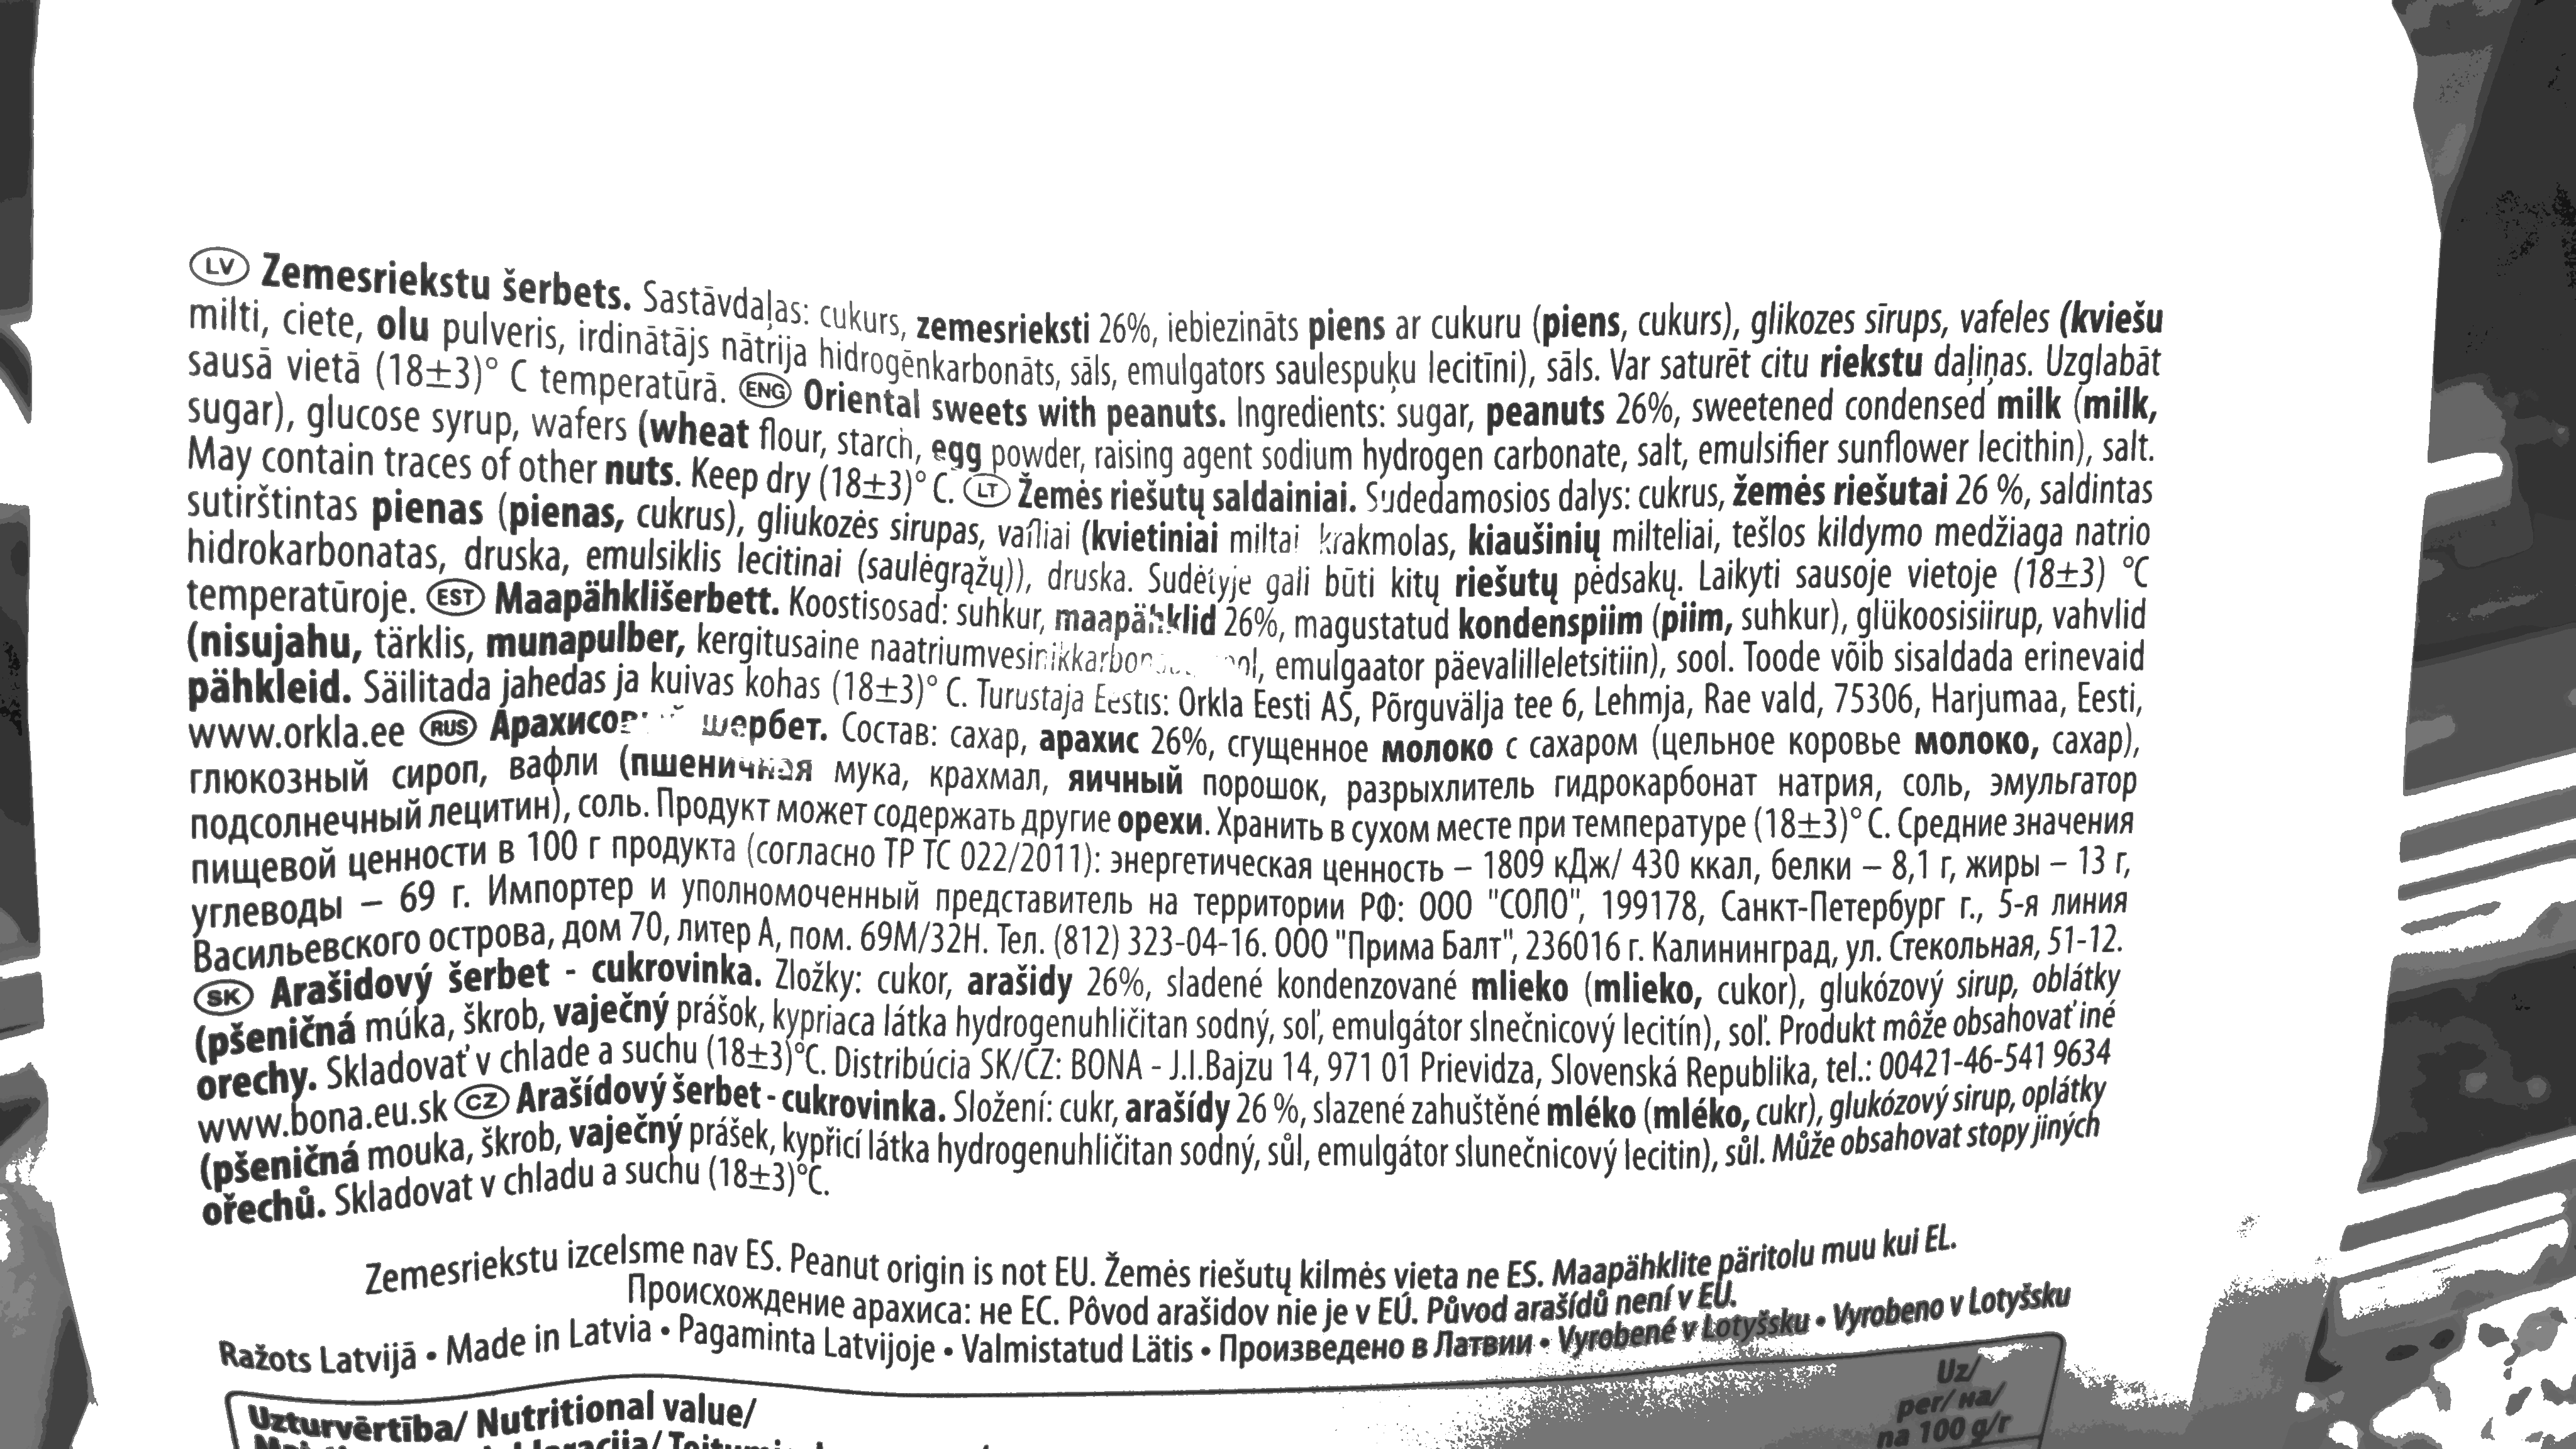 LV Zemesriekstu šerbets. Sastāvdaļas: cukurs, zemesrieksti 26%, iebiezināts piens ar cukuru (piens, cukurs), glikozes sīrups, vafeles (kviešu
milti, ciete, olu pulveris, irdinātājs nātrija hidrogēnkarbonāts, sāls, emulgators saulespuķu lecitīni), sāls. Var saturēt citu riekstu daļiņas. Uzglabāt
sausā vietā (18±3)° C temperatūrā. ENG Oriental sweets with peanuts. Ingredients: sugar, peanuts 26%, sweetened condensed milk (milk,
sugar), glucose syrup, wafers (wheat flour, starch, egg powder, raising agent sodium hydrogen carbonate, salt, emulsifier sunflower lecithin), salt.
May contain traces of other nuts. Keep dry (18±3)° C. LT Žemės riešutų saldainiai. Sudedamosios dalys: cukrus, žemės riešutai 26 %, saldintas
sutirštintas pienas (pienas, cukrus), gliukozės sirupas, vafliai (kvietiniai miltai krakmolas, kiaušinių milteliai, tešlos kildymo medžiaga natrio
hidrokarbonatas, druska, emulsiklis lecitinai (saulėgrąžų)), druska. Sudėtyje gali būti kitų riešutų pėdsakų. Laikyti sausoje vietoje (18±3) °C
temperatūroje. EST Maapähklišerbett. Koostisosad: suhkur, maapähklid 26%, magustatud kondenspiim (piim, suhkur), glükoosisiirup, vahvlid
(nisujahu, tärklis, munapulber, kergitusaine emulgaator päevalilleletsitiin), sool. Toode võib sisaldada erinevaid
pähkleid. Säilitada jahedas ja kuivas kohas (18±3)° C. Turustaja Eestis: Orkla Eesti AS, Põrguvälja tee 6, Lehmja, Rae vald, 75306, Harjumaa, Eesti,
www.orkla.ee RUS шербет. Состав: сахар, арахис 26%, сгущенное молоко с сахаром (цельное коровье молоко, сахар),
глюкозный сироп, вафли (пшеничная мука, крахмал, яичный порошок, разрыхлитель гидрокарбонат натрия, соль, эмульгатор
подсолнечный лецитин), соль. Продукт может содержать другие орехи. Хранить в сухом месте при температуре (18±3)° C. Средние значения
пищевой ценности в 100 г продукта (согласно ТР ТС 022/2011): энергетическая ценность – 1809 кДж/ 430 ккал, белки – 8,1 г, жиры – 13 г,
углеводы – 69 г. Импортер и уполномоченный представитель на территории РФ: ООО "СОЛО", 199178, Санкт-Петербург г., 5-я линия
Васильевского острова, дом 70, литер А, пом. 69М/32Н. Тел. (812) 323-04-16. ООО "Прима Балт", 236016 г. Калининград, ул. Стекольная, 51-12.
SK Arašidový šerbet - cukrovinka. Zložky: cukor, arašidy 26%, sladené kondenzované mlieko (mlieko, cukor), glukózový sirup, oblátky
(pšeničná múka, škrob, vaječný prášok, kypriaca látka hydrogenuhličitan sodný, soľ, emulgátor slnečnicový lecitín), soľ. Produkt môže obsahovať iné
orechy. Skladovať v chlade a suchu (18±3)°C. Distribúcia SK/CZ: BONA - J.I.Bajzu 14, 971 01 Prievidza, Slovenská Republika, tel.: 00421-46-541 9634
www.bona.eu.sk CZ Arašídový šerbet - cukrovinka. Složení: cukr, arašídy 26 %, slazené zahuštěné mléko (mléko, cukr), glukózový sirup, oplátky
(pšeničná mouka, škrob, vaječný prášek, kypřicí látka hydrogenuhličitan sodný, sůl, emulgátor slunečnicový lecitin), sůl. Může obsahovat stopy jiných
ořechů. Skladovat v chladu a suchu (18±3)°C.
Zemesriekstu izcelsme nav ES. Peanut origin is not EU. Žemės riešutų kilmės vieta ne ES. Maapähklite päritolu muu kui EL.
Происхождение арахиса: не ЕС. Pôvod arašidov nie je v EÚ. Původ arašídů není v EU.
Ražots Latvijā • Made in Latvia • Pagaminta Latvijoje • Valmistatud Lätis • Произведено в Латвии • Vyrobené v Lotyšsku • Vyrobeno v Lotyšsku
Uzturvērtība/ Nutritional value/
Uz/
per/ на/
na 100 g/г